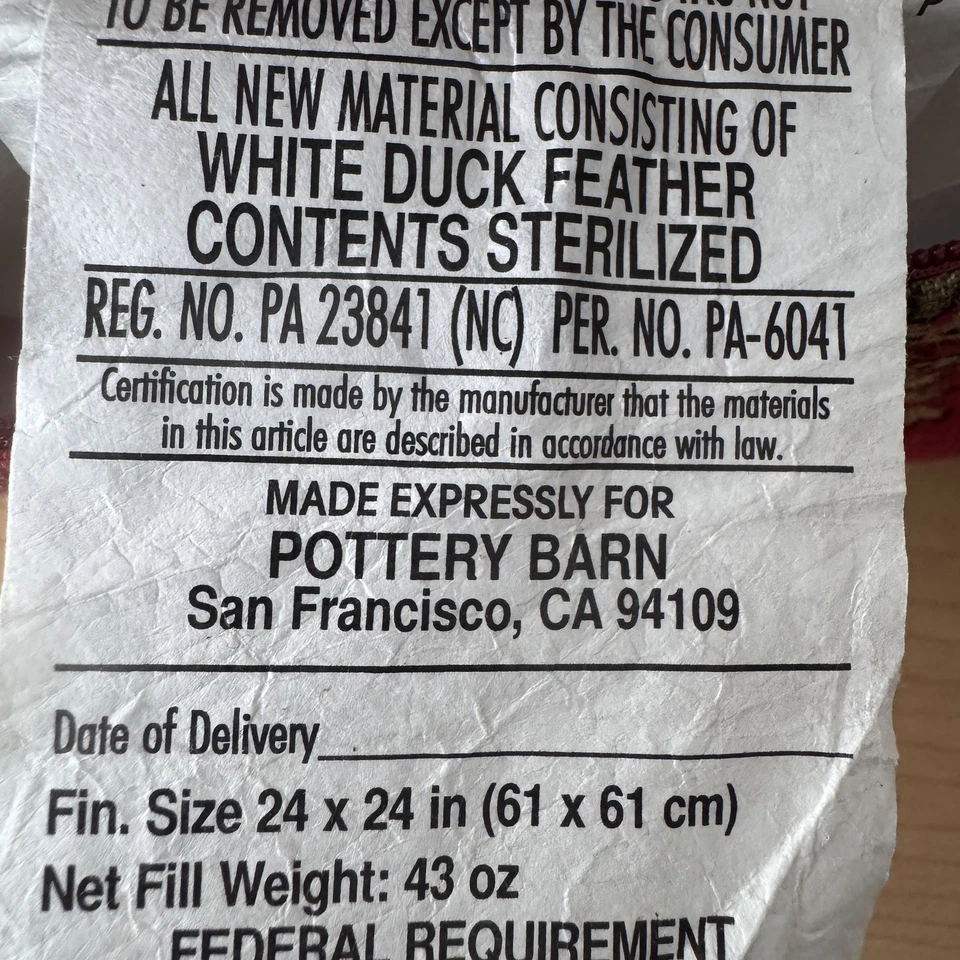 TO BE REMOVED EXCEPT BY THE CONSUMER
ALL NEW MATERIAL CONSISTING OF
WHITE DUCK FEATHER
CONTENTS STERILIZED
REG. NO. PA 23841 (NC) PER. NO. PA-6041
Certification is made by the manufacturer that the materials
in this article are described in accordance with law.
MADE EXPRESSLY FOR
POTTERY BARN
San Francisco, CA 94109
Date of Delivery
Fin. Size 24 x 24 in (61 x 61 cm)
Net Fill Weight: 43 oz
FEDERAL REQUIREMENT